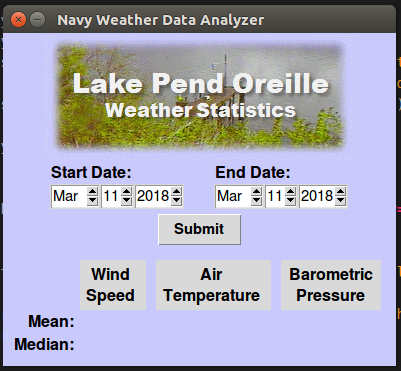 Navy Weather Data Analyzer
Lake Pend Oreille
Weather Statistics
Start Date: End Date:
Mar 11 2018 Mar 11 2018
Submit
Wind Speed
Air Temperature
Barometric Pressure
Mean:
Median: